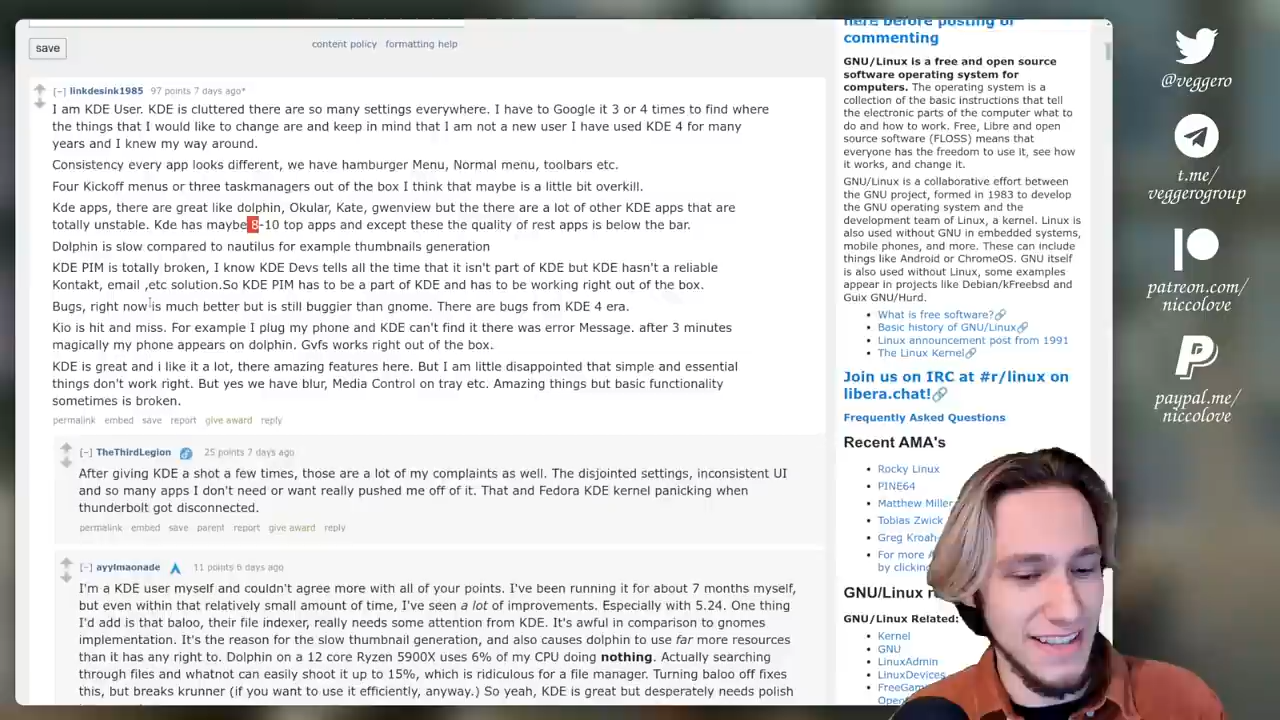 save
content policy formatting help
[–] linkdesink1985 97 points 7 days ago*
I am KDE User. KDE is cluttered there are so many settings everywhere. I have to Google it 3 or 4 times to find where
the things that I would like to change are and keep in mind that I am not a new user I have used KDE 4 for many
years and I knew my way around.
Consistency every app looks different, we have hamburger Menu, Normal menu, toolbars etc.
Four Kickoff menus or three taskmanagers out of the box I think that maybe is a little bit overkill.
Kde apps, there are great like dolphin, Okular, Kate, gwenview but the there are a lot of other KDE apps that are
totally unstable. Kde has maybe 8-10 top apps and except these the quality of rest apps is below the bar.
Dolphin is slow compared to nautilus for example thumbnails generation
KDE PIM is totally broken, I know KDE Devs tells all the time that it isn't part of KDE but KDE hasn't a reliable
Kontakt, email ,etc solution.So KDE PIM has to be a part of KDE and has to be working right out of the box.
Bugs, right now is much better but is still buggier than gnome. There are bugs from KDE 4 era.
Kio is hit and miss. For example I plug my phone and KDE can't find it there was error Message. after 3 minutes
magically my phone appears on dolphin. Gvfs works right out of the box.
KDE is great and i like it a lot, there amazing features here. But I am little disappointed that simple and essential
things don't work right. But yes we have blur, Media Control on tray etc. Amazing things but basic functionality
sometimes is broken.
permalink embed save report give award reply
[–] TheThirdLegion 25 points 7 days ago
After giving KDE a shot a few times, those are a lot of my complaints as well. The disjointed settings, inconsistent UI
and so many apps I don't need or want really pushed me off of it. That and Fedora KDE kernel panicking when
thunderbolt got disconnected.
permalink embed save parent report give award reply
[–] ayylmaonade 11 points 6 days ago
I'm a KDE user myself and couldn't agree more with all of your points. I've been running it for about 7 months myself,
but even within that relatively small amount of time, I've seen a lot of improvements. Especially with 5.24. One thing
I'd add is that baloo, their file indexer, really needs some attention from KDE. It's awful in comparison to gnomes
implementation. It's the reason for the slow thumbnail generation, and also causes dolphin to use far more resources
than it has any right to. Dolphin on a 12 core Ryzen 5900X uses 6% of my CPU doing nothing. Actually searching
through files and whatnot can easily shoot it up to 15%, which is ridiculous for a file manager. Turning baloo off fixes
this, but breaks krunner (if you want to use it efficiently, anyway.) So yeah, KDE is great but desperately needs polish
here before posting or
commenting
GNU/Linux is a free and open source
software operating system for
computers. The operating system is a
collection of the basic instructions that tell
the electronic parts of the computer what to
do and how to work. Free, Libre and open
source software (FLOSS) means that
everyone has the freedom to use it, see how
it works, and change it.
GNU/Linux is a collaborative effort between
the GNU project, formed in 1983 to develop
the GNU operating system and the
development team of Linux, a kernel. Linux is
also used without GNU in embedded systems,
mobile phones, and more. These can include
things like Android or ChromeOS. GNU itself
is also used without Linux, some examples
appear in projects like Debian/kFreebsd and
Guix GNU/Hurd.
• What is free software?
• Basic history of GNU/Linux
• Linux announcement post from 1991
• The Linux Kernel
Join us on IRC at #r/linux on
libera.chat!
Frequently Asked Questions
Recent AMA's
• Rocky Linux
• PINE64
• Matthew Miller
• Tobias Zwick
• Greg Kroah-
• For more
by clicking
GNU/Linux
GNU/Linux Related:
• Kernel
• GNU
• LinuxAdmin
• LinuxDevices
@veggero
t.me/
veggerogroup
patreon.com/
niccolove
paypal.me/
niccolove